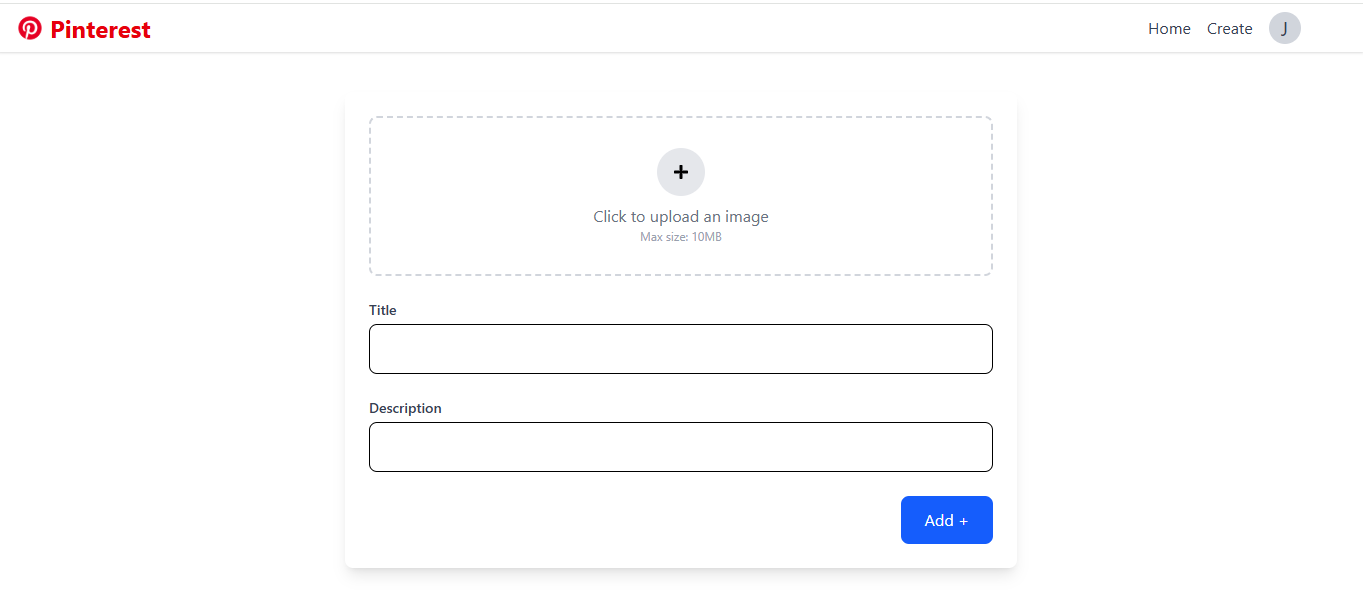 Pinterest
Home Create J
Click to upload an image
Max size: 10MB
Title
Description
Add +